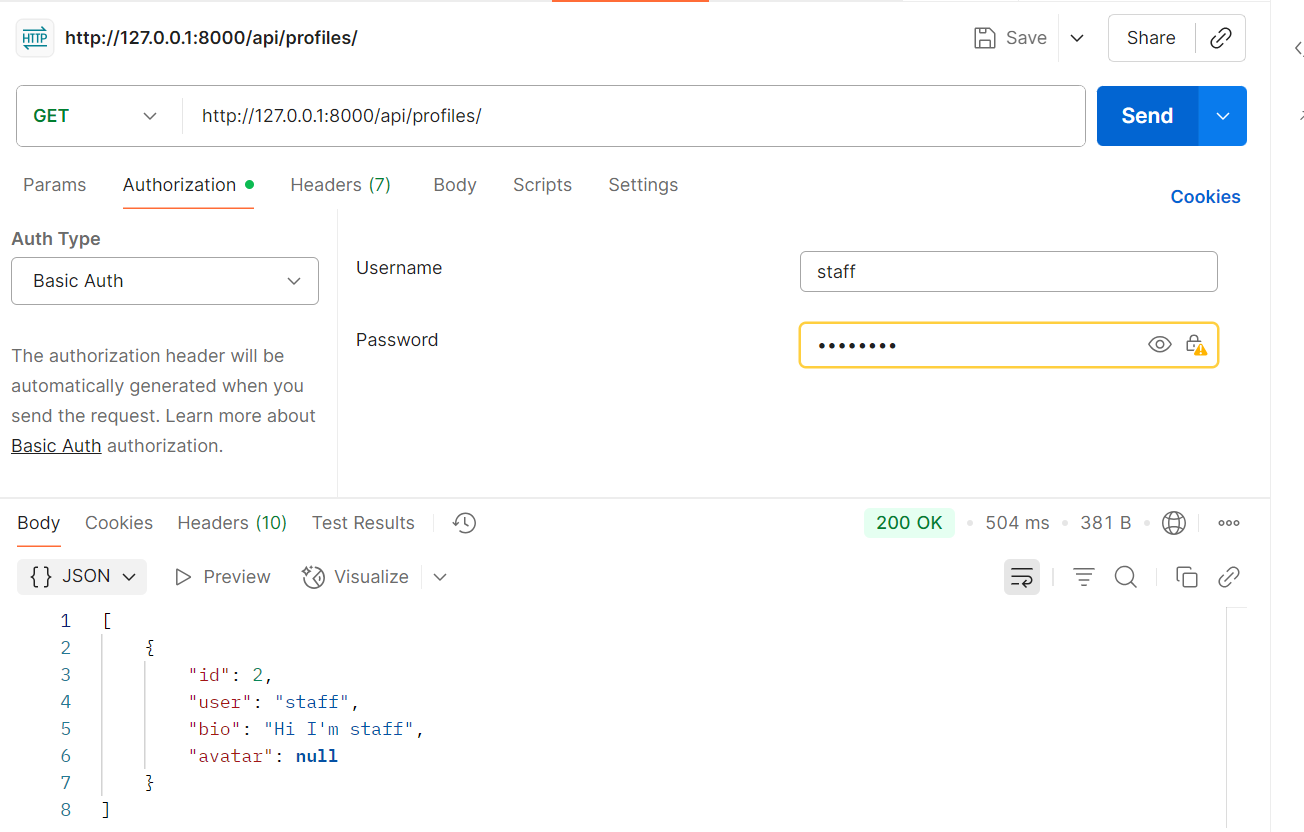 HTTP http://127.0.0.1:8000/api/profiles/ Save Share
GET http://127.0.0.1:8000/api/profiles/ Send
Params Authorization Headers (7) Body Scripts Settings Cookies
Auth Type
Basic Auth
The authorization header will be
automatically generated when you
send the request. Learn more about
Basic Auth authorization.
Username staff
Password ••••••••
Body Cookies Headers (10) Test Results 200 OK • 504 ms • 381 B
{} JSON Preview Visualize
1 [
2 {
3 "id": 2,
4 "user": "staff",
5 "bio": "Hi I'm staff",
6 "avatar": null
7 }
8 ]